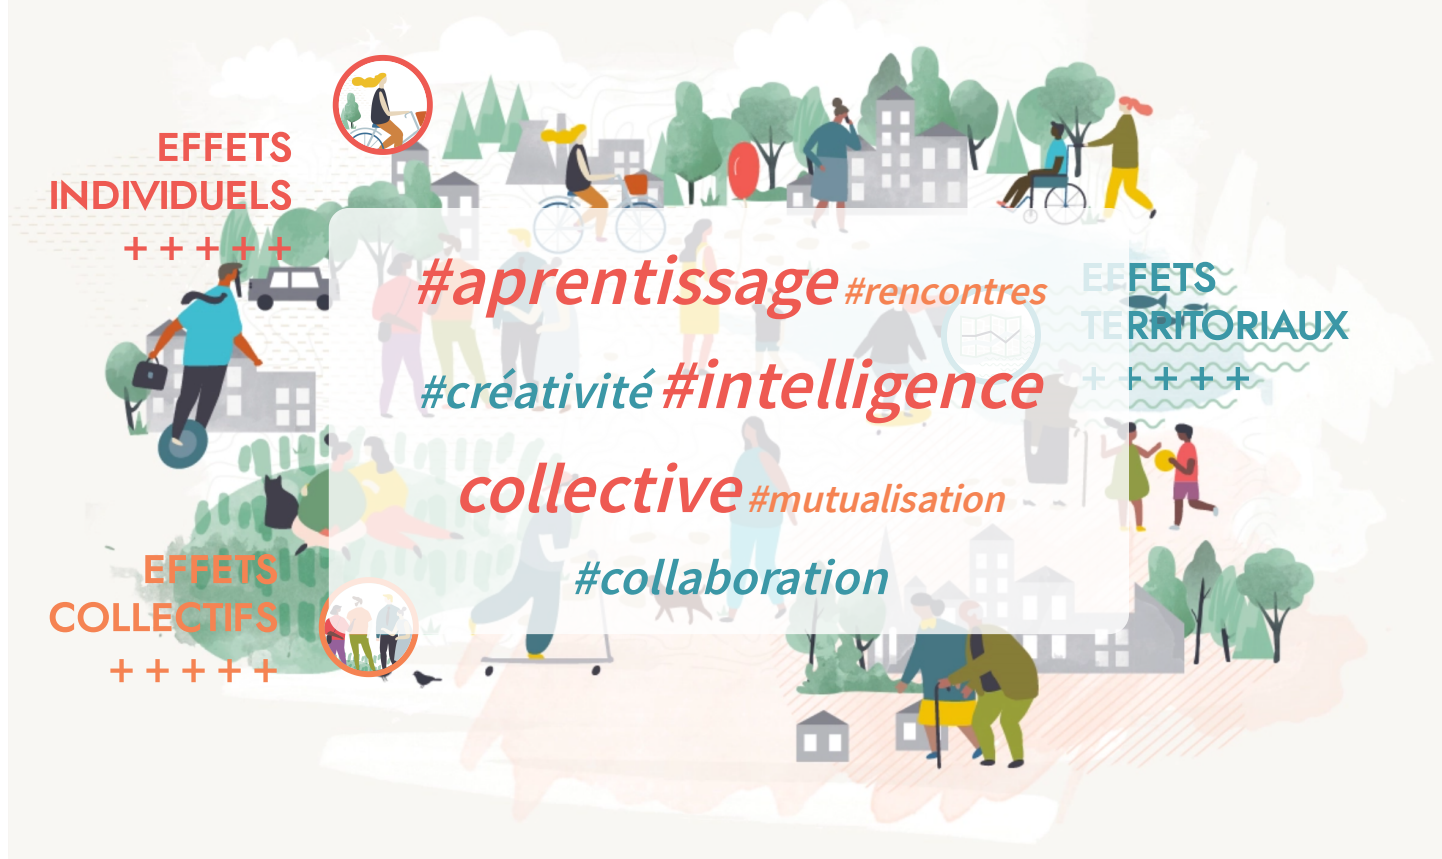 EFFETS
INDIVIDUELS
+ + + + +
#aprentissage #rencontres
#créativité #intelligence
collective #mutualisation
#collaboration
EFFETS
TERRITORIAUX
+ + + + +
EFFETS
COLLECTIFS
+ + + + +